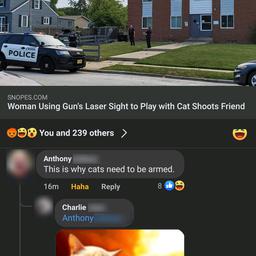 POLICE
SNOPES.COM
Woman Using Gun's Laser Sight to Play with Cat Shoots Friend
You and 239 others
Anthony
This is why cats need to be armed.
16m Haha Reply 8
Charlie
Anthony